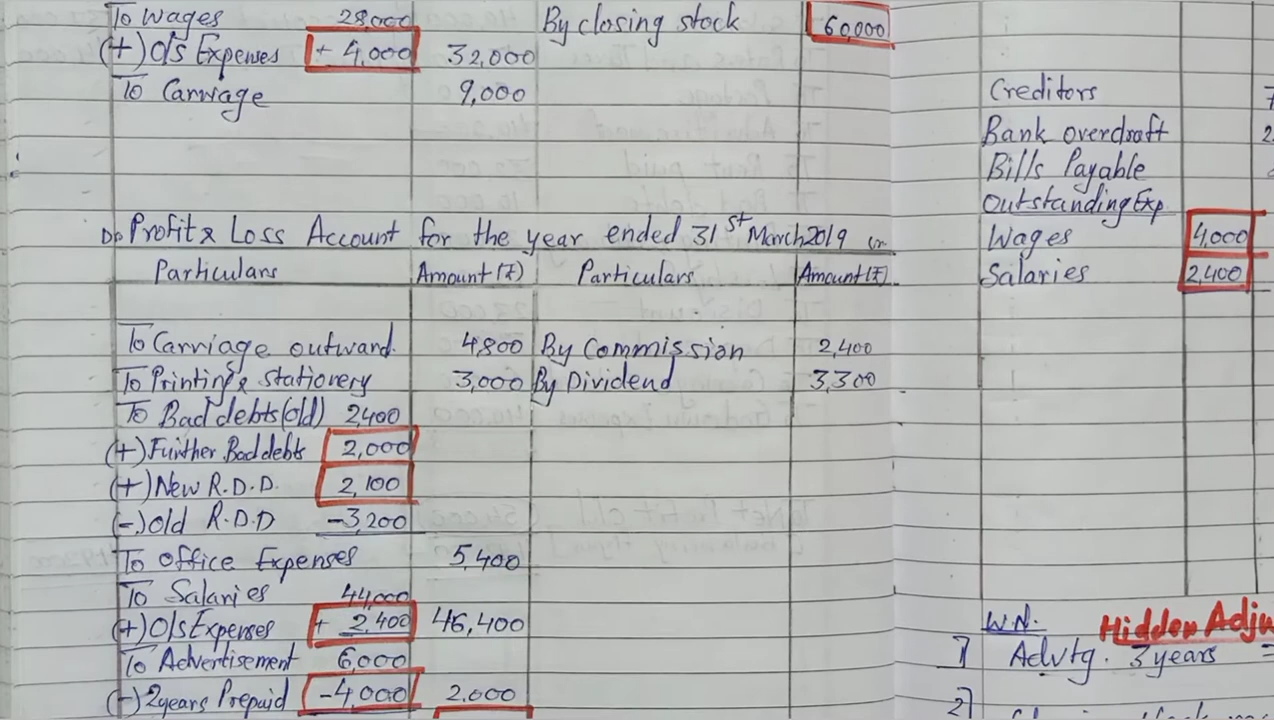 To Wages 28,000 By closing stock 60,000
(+) O/s Expenses + 4,000 32,000
To Carriage 9,000
Dr. Profit & Loss Account for the year ended 31st March 2019 Cr
Particulars Amount (₹) Particulars Amount (₹)
To Carriage outward. 4,800 By Commission 2,400
To Printing & Stationery 3,000 By Dividend 3,300
To Bad debts (old) 2,400
(+) Further Bad debts 2,000
(+) New R.D.D. 2,100
(-) Old R.D.D -3,200
To Office Expenses 5,400
To Salaries 44,000
(+) O/s Expenses + 2,400 46,400
To Advertisement 6,000
(-) 2 years Prepaid -4,000 2,000
Creditors 7
Bank overdraft 2
Bills Payable
Outstanding Exp
Wages 4,000
Salaries 2,400
W.N. Hidden Adju
1) Advtg. 3 years =
2)